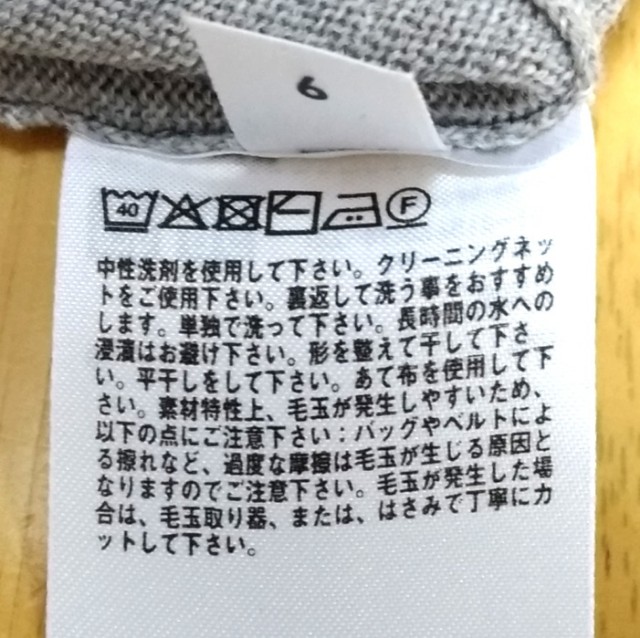 6
40 F
中性洗剤を使用して下さい。クリーニングネッ
トをご使用下さい。裏返して洗う事をおすすめ
します。単独で洗って下さい。長時間の水への
浸漬はお避け下さい。形を整えて干して下さ
い。平干しをして下さい。あて布を使用して下
さい。素材特性上、毛玉が発生しやすいため、
以下の点にご注意下さい：バッグやベルトによ
る擦れなど、過度な摩擦は毛玉が生じる原因と
なりますのでご注意下さい。毛玉が発生した場
合は、毛玉取り器、または、はさみで丁寧にカ
ットして下さい。